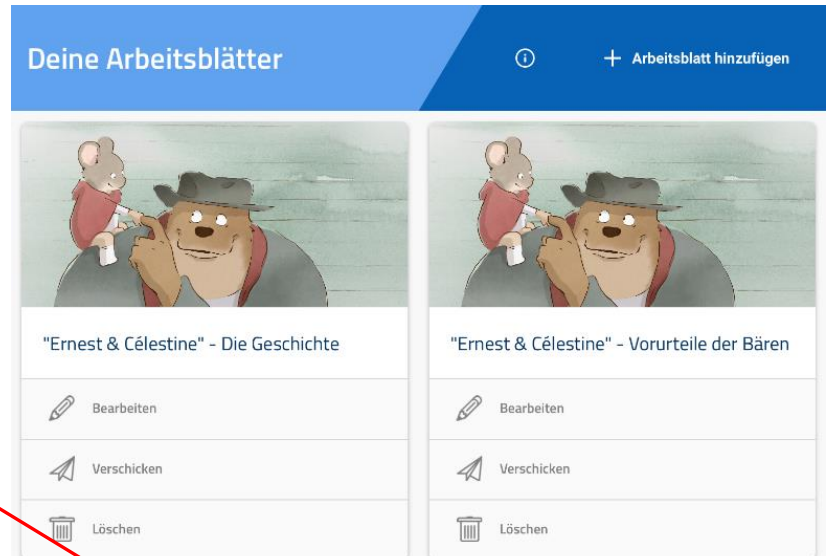 Deine Arbeitsblätter
Arbeitsblatt hinzufügen
"Ernest & Célestine" - Die Geschichte
"Ernest & Célestine" - Vorurteile der Bären
Bearbeiten
Bearbeiten
Verschicken
Verschicken
Löschen
Löschen